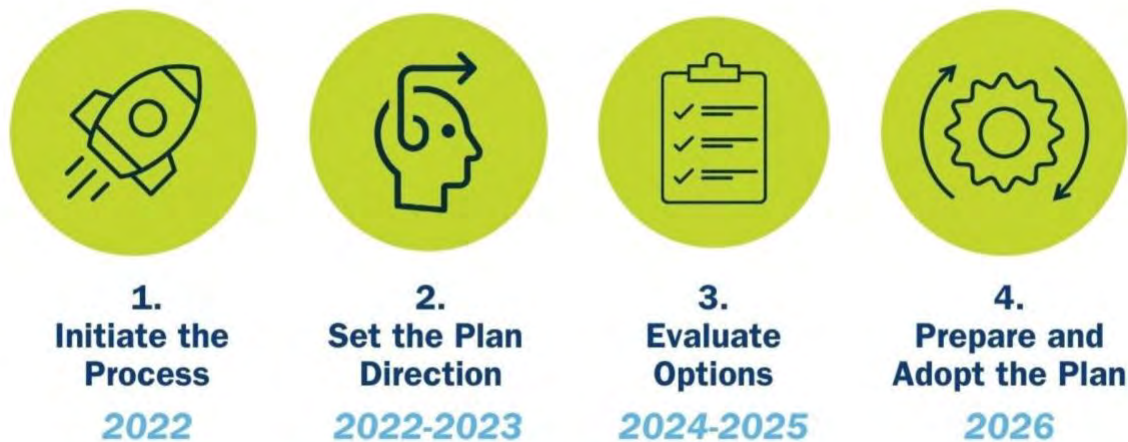 1.
Initiate the
Process
2022
2.
Set the Plan
Direction
2022-2023
3.
Evaluate
Options
2024-2025
4.
Prepare and
Adopt the Plan
2026